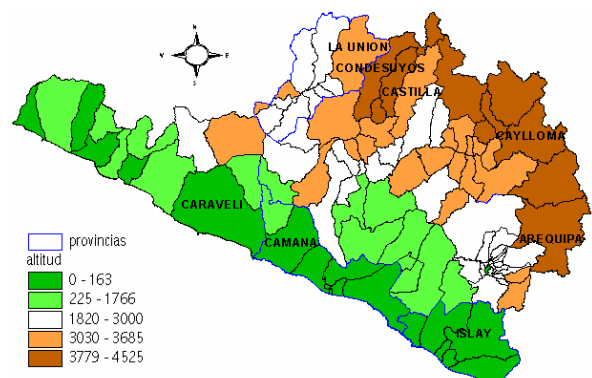 N
V E
S
LA UNION
CONDESUYOS
CASTILLA
CAYLLOMA
CARAVELI
CAMANA
AREQUIPA
ISLAY
provincias
altitud
0 - 163
225 - 1766
1820 - 3000
3030 - 3685
3779 - 4525